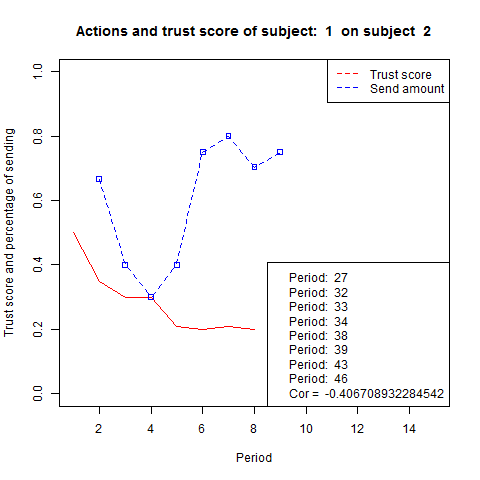 Actions and trust score of subject:  1  on subject  2
Trust score
Send amount
Trust score and percentage of sending
1.0
0.8
0.6
0.4
0.2
0.0
Period:  27
Period:  32
Period:  33
Period:  34
Period:  38
Period:  39
Period:  43
Period:  46
Cor =  -0.406708932284542
2 4 6 8 10 12 14
Period